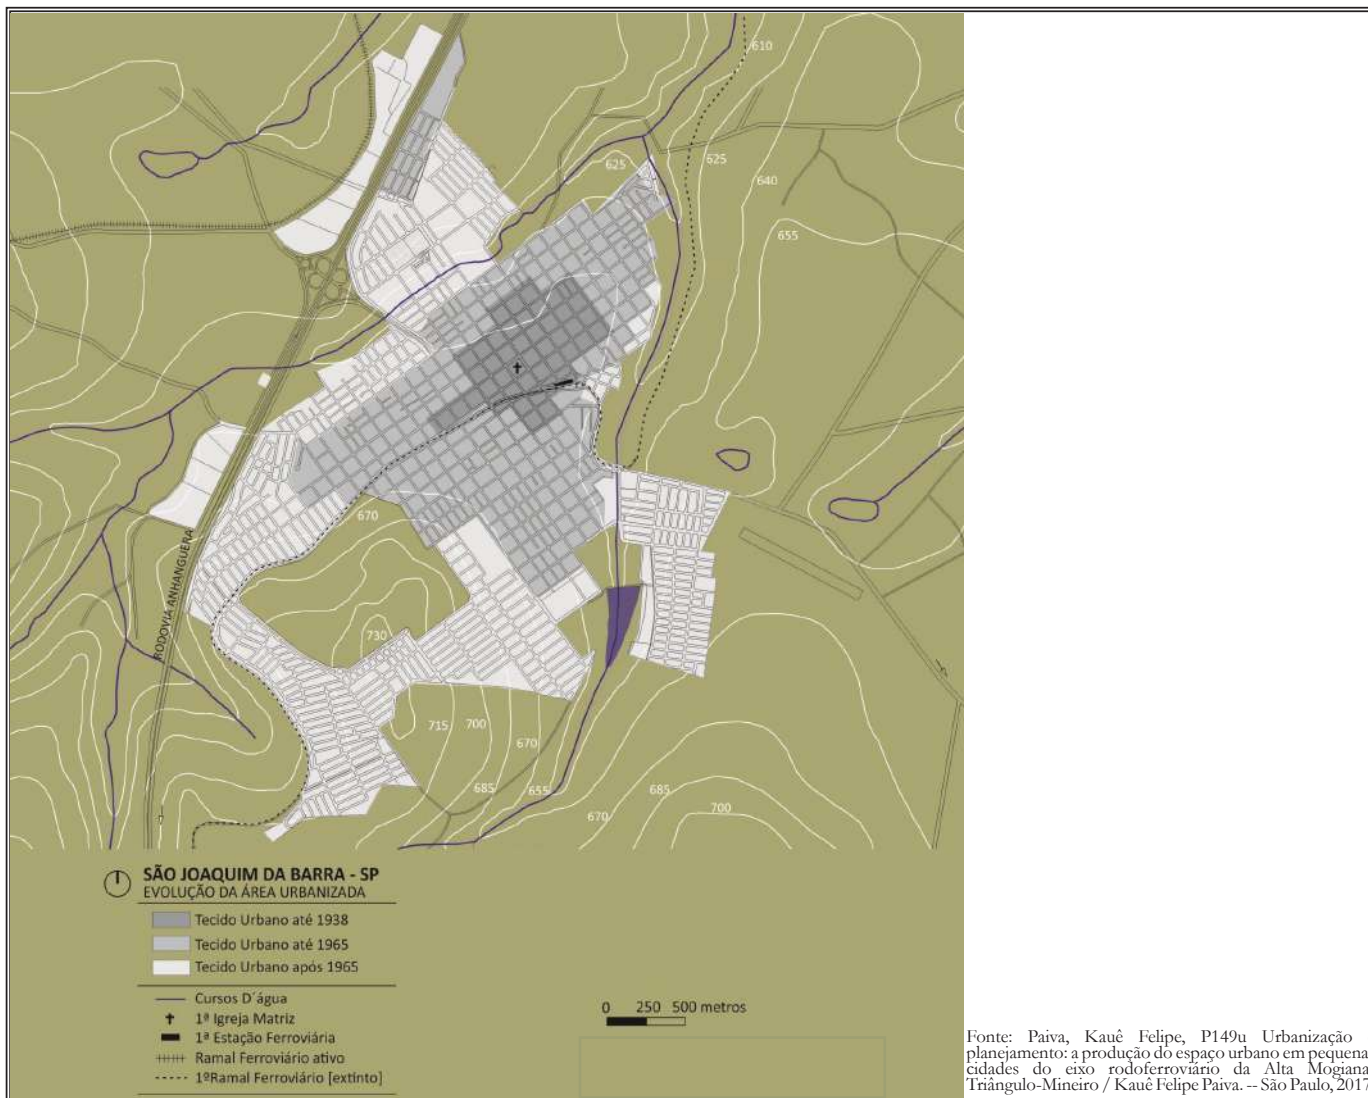 610
625
625
640
655
670
RODOVIA ANHANGUERA
730
715
700
670
685
655
685
670
700
SÃO JOAQUIM DA BARRA - SP
EVOLUÇÃO DA ÁREA URBANIZADA
Tecido Urbano até 1938
Tecido Urbano até 1965
Tecido Urbano após 1965
Cursos D´água
1ª Igreja Matriz
1ª Estação Ferroviária
Ramal Ferroviário ativo
1ºRamal Ferroviário [extinto]
0 250 500 metros
Fonte: Paiva, Kauê Felipe, P149u Urbanização
planejamento: a produção do espaço urbano em pequena
cidades do eixo rodoferroviário da Alta Mogiana
Triângulo-Mineiro / Kauê Felipe Paiva. -- São Paulo, 2017